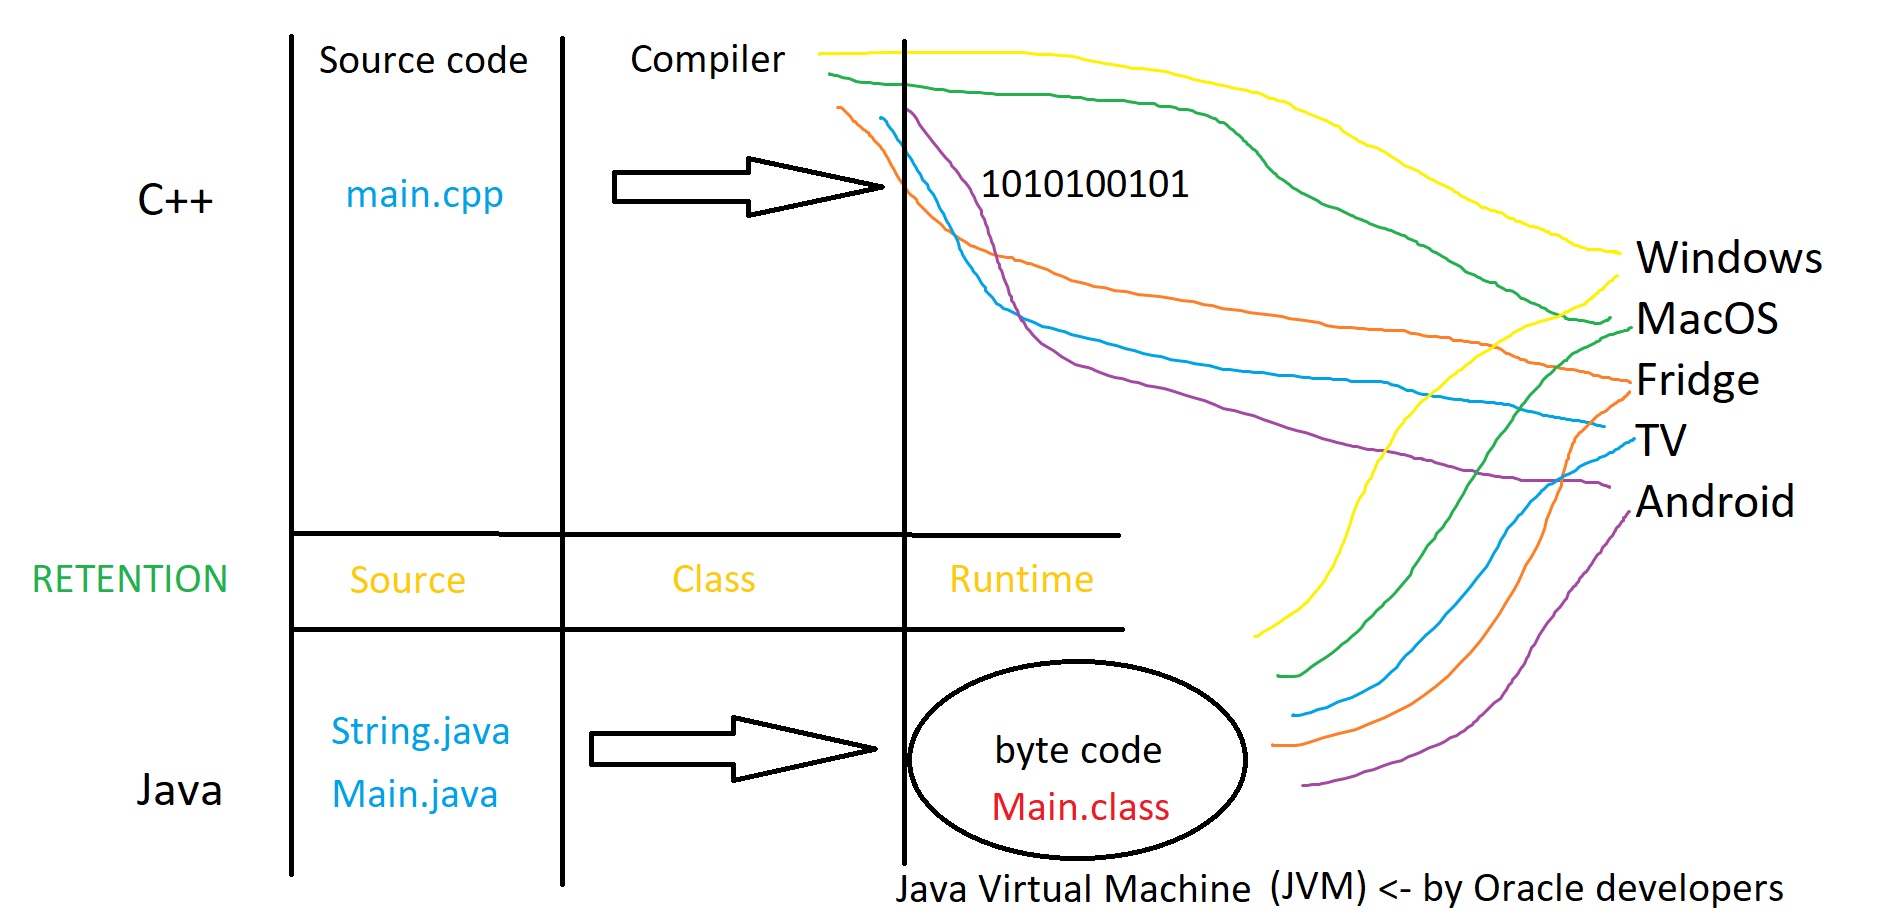 Source code
Compiler
C++
main.cpp
1010100101
Windows
MacOS
Fridge
TV
Android
RETENTION
Source
Class
Runtime
Java
String.java
Main.java
byte code
Main.class
Java Virtual Machine (JVM) <- by Oracle developers